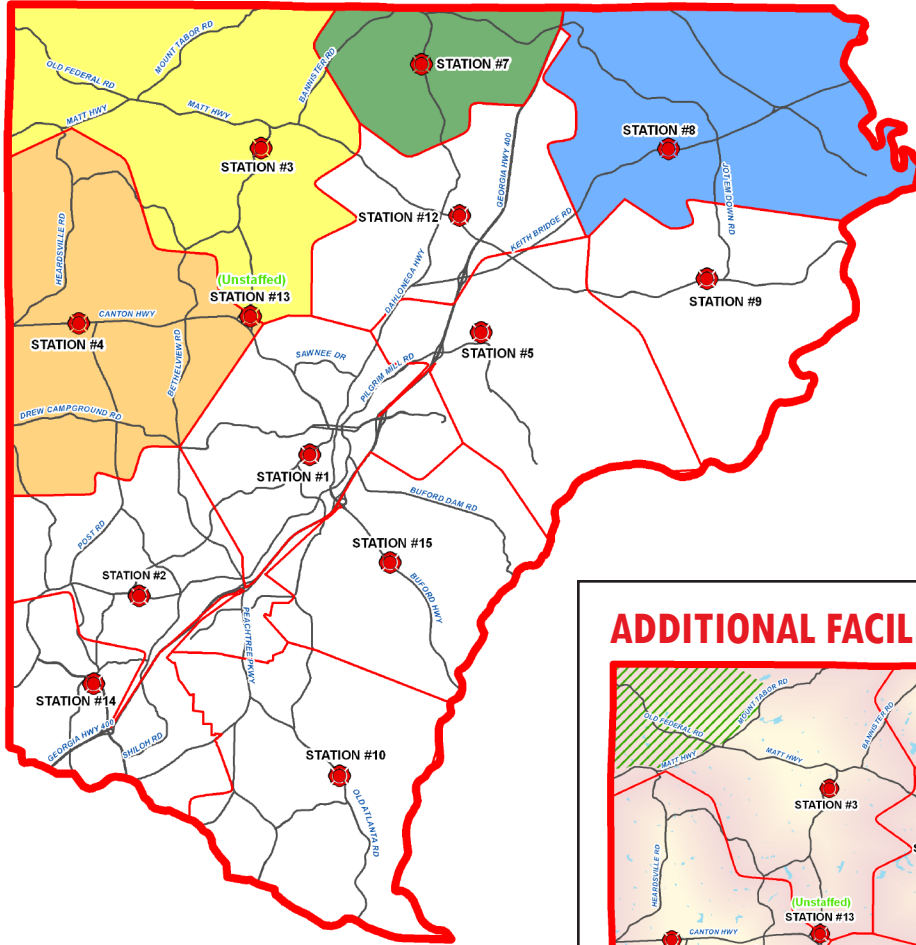 MOUNT TABOR RD
OLD FEDERAL RD
BANNISTER RD
STATION #7
MATT HWY
MATT HWY
GEORGIA HWY 400
STATION #8
STATION #3
JOT EM DOWN RD
STATION #12
HEARDSVILLE RD
KEITH BRIDGE RD
DAHLONEGA HWY
(Unstaffed)
STATION #13
STATION #9
CANTON HWY
STATION #4
BETHELVIEW RD
SAWNEE DR
PILGRIM MILL RD
STATION #5
DREW CAMPGROUND RD
STATION #1
BUFORD DAM RD
POST RD
STATION #15
STATION #2
BUFORD HWY
PEACHTREE PKWY
STATION #14
GEORGIA HWY 400
SHILOH RD
STATION #10
OLD ATLANTA RD
ADDITIONAL FACIL
MOUNT TABOR RD
OLD FEDERAL RD
BANNISTER RD
MATT HWY
MATT HWY
STATION #3
HEARDSVILLE RD
S
(Unstaffed)
STATION #13
CANTON HWY